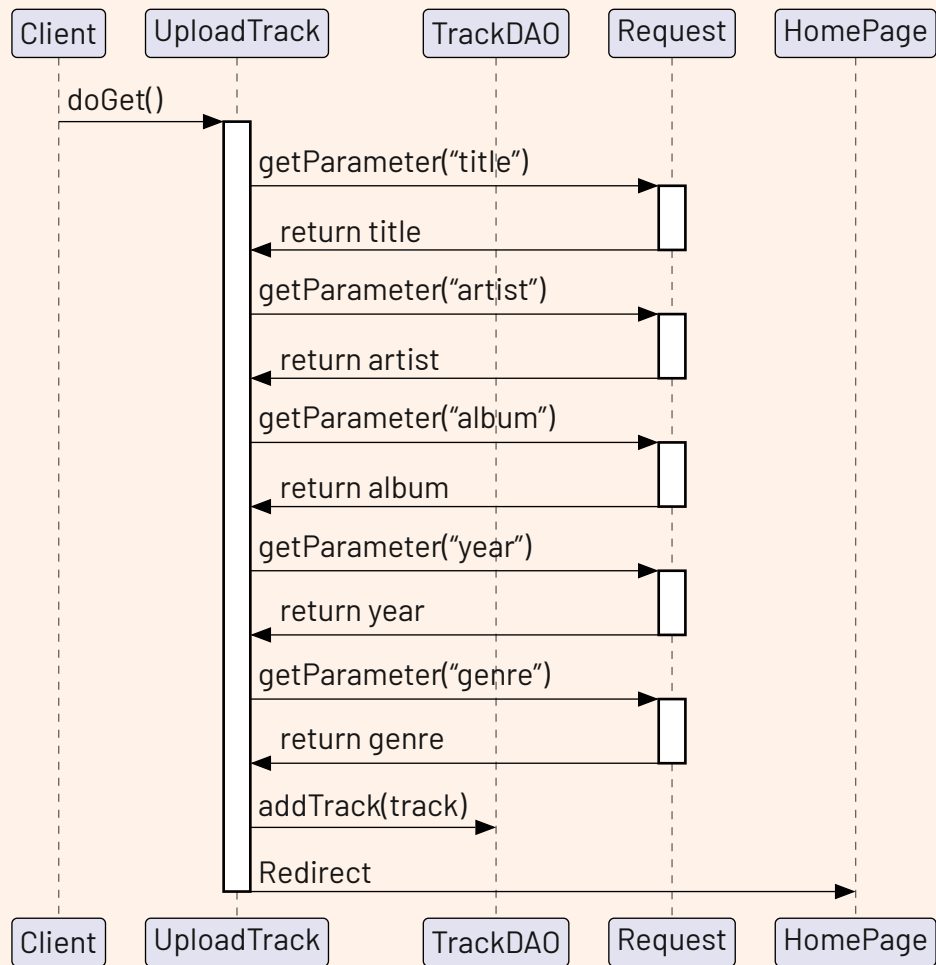 Client UploadTrack TrackDAO Request HomePage
doGet()
getParameter(“title”)
return title
getParameter(“artist”)
return artist
getParameter(“album”)
return album
getParameter(“year”)
return year
getParameter(“genre”)
return genre
addTrack(track)
Redirect
Client UploadTrack TrackDAO Request HomePage